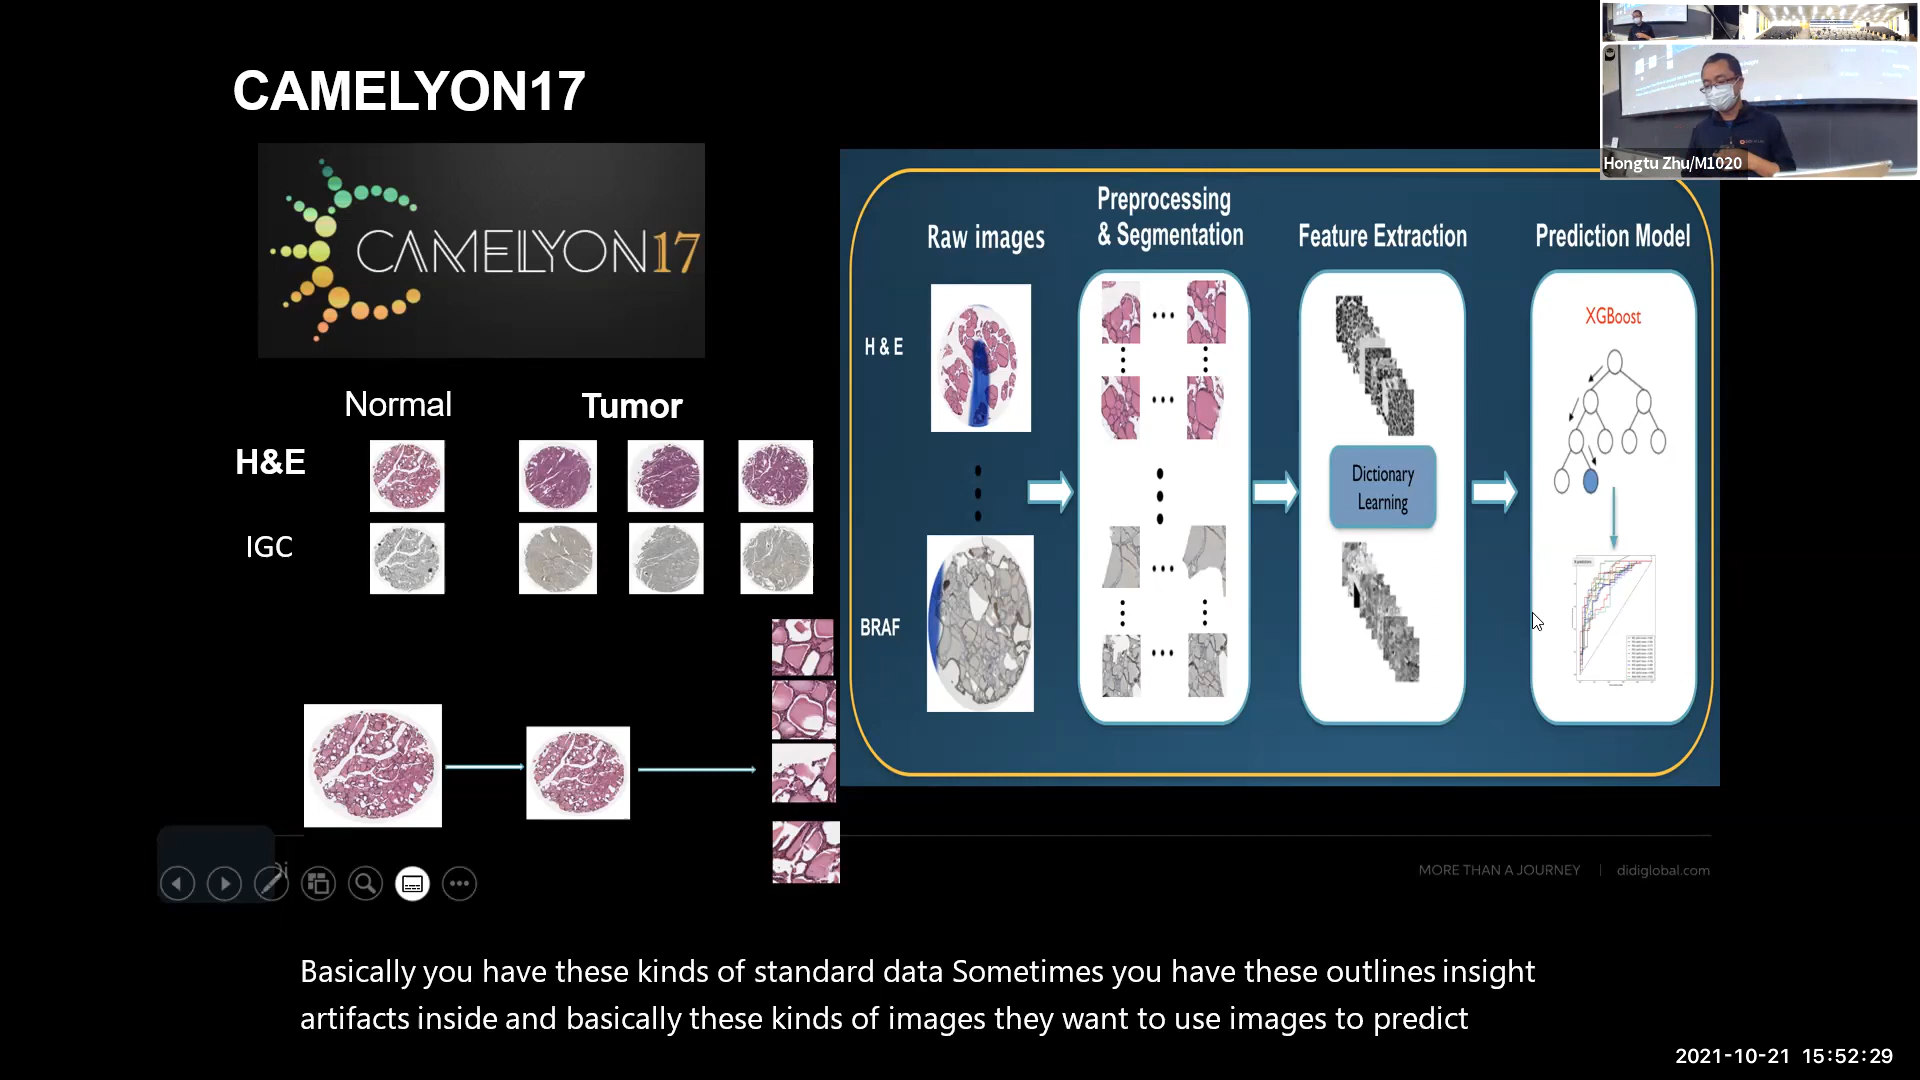 CAMELYON17
CAMELYON17
Normal
Tumor
H&E
IGC
Raw images
Preprocessing
& Segmentation
Feature Extraction
Prediction Model
H & E
BRAF
Dictionary
Learning
XGBoost
Hongtu Zhu/M1020
MORE THAN A JOURNEY | didiglobal.com
Basically you have these kinds of standard data Sometimes you have these outlines insight
artifacts inside and basically these kinds of images they want to use images to predict
2021-10-21 15:52:29